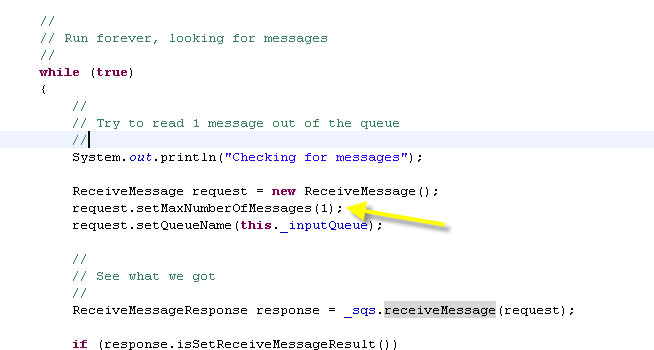 //
// Run forever, looking for messages
//
while (true)
{
//
// Try to read 1 message out of the queue
//
System.out.println("Checking for messages");
ReceiveMessage request = new ReceiveMessage();
request.setMaxNumberOfMessages(1);
request.setQueueName(this._inputQueue);
//
// See what we got
//
ReceiveMessageResponse response = _sqs.receiveMessage(request);
if (response.isSetReceiveMessageResult())